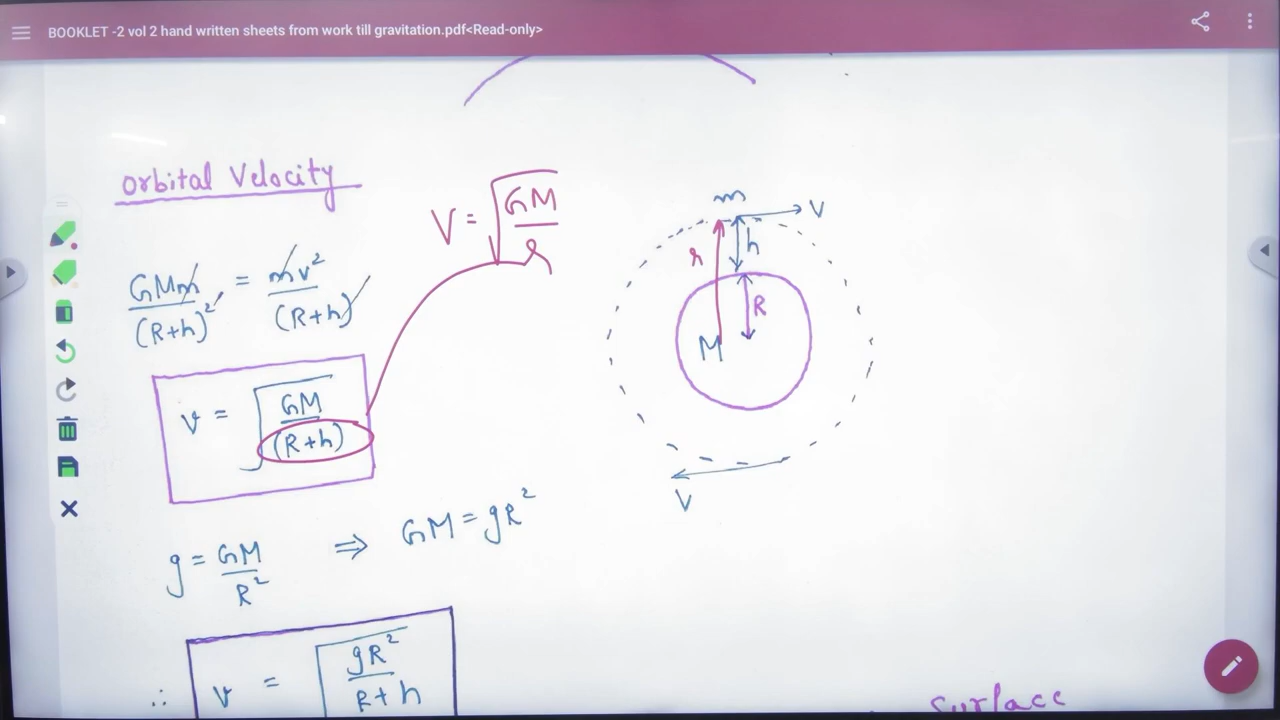 BOOKLET -2 vol 2 hand written sheets from work till gravitation.pdf<Read-only>
Orbital Velocity
V = √(GM/r)
GMm/(R+h)² = mv²/(R+h)
v = √(GM/(R+h))
m
V
h
r
R
M
V
g = GM/R² ⇒ GM = gR²
∴ v = √(gR²/R+h)
Surface